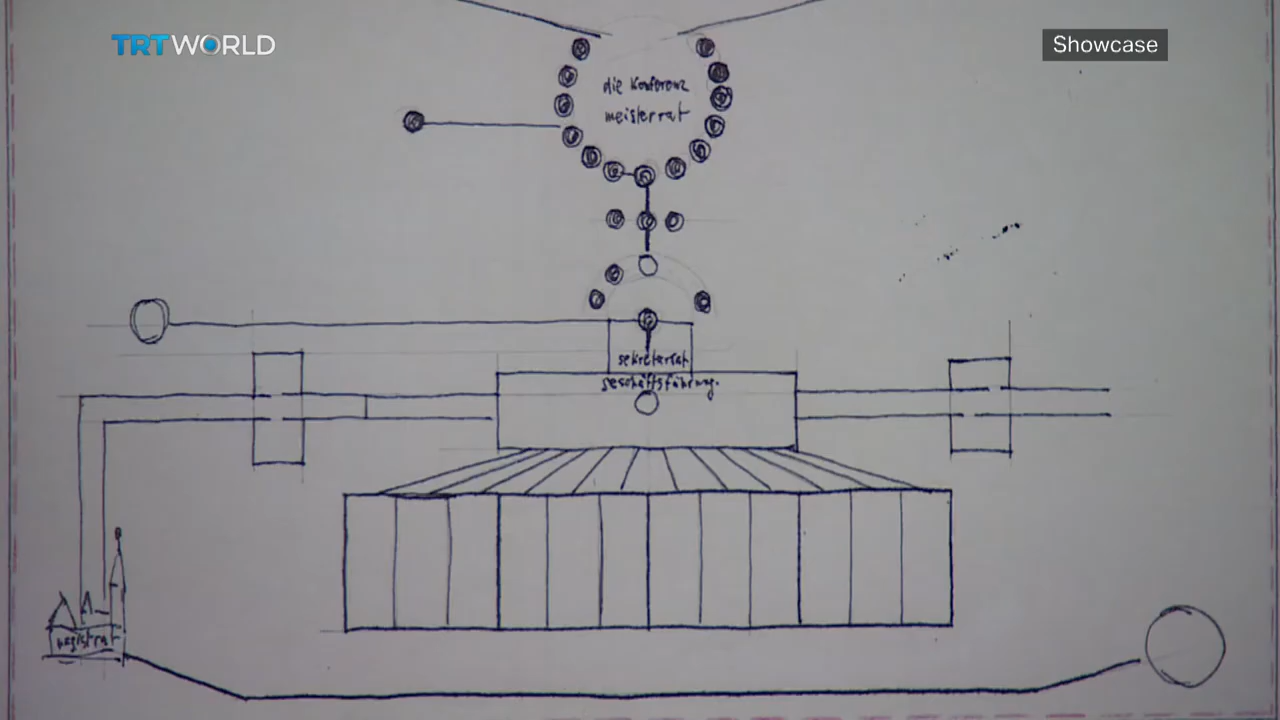 TRT WORLD
Showcase
die Konferenz
meisterrat
sekretariat
geschäftsführung.
magistrat